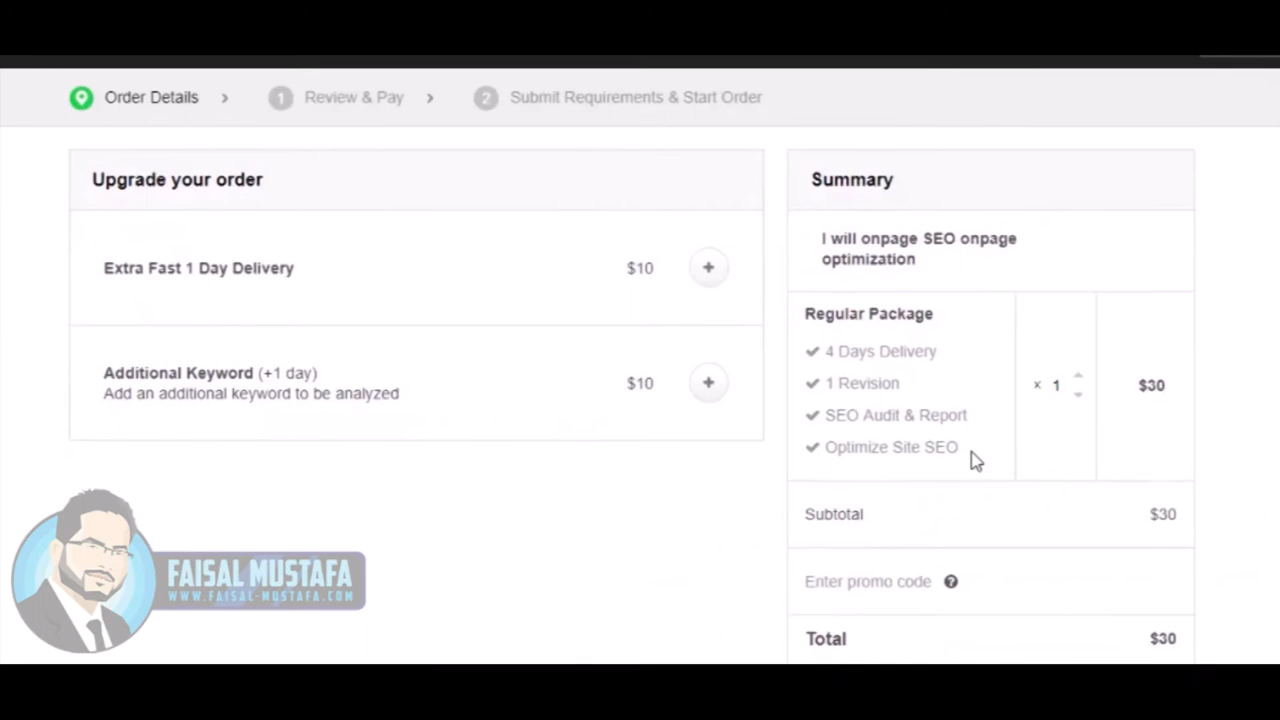 Order Details
1 Review & Pay
2 Submit Requirements & Start Order
Upgrade your order
Extra Fast 1 Day Delivery $10 +
Additional Keyword (+1 day)
Add an additional keyword to be analyzed
$10 +
Summary
I will onpage SEO onpage
optimization
Regular Package
4 Days Delivery
1 Revision
SEO Audit & Report
Optimize Site SEO
× 1
$30
Subtotal $30
Enter promo code ?
Total $30
FAISAL MUSTAFA
WWW.FAISAL-MUSTAFA.COM